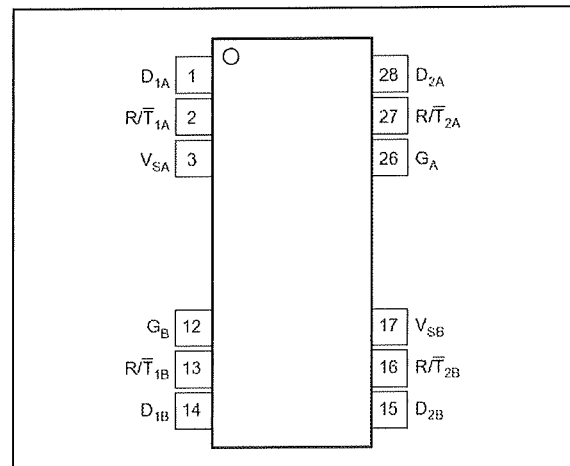 D1A 1 28 D2A
R/T̅1A 2 27 R/T̅2A
VSA 3 26 GA
GB 12 17 VSB
R/T̅1B 13 16 R/T̅2B
D1B 14 15 D2B